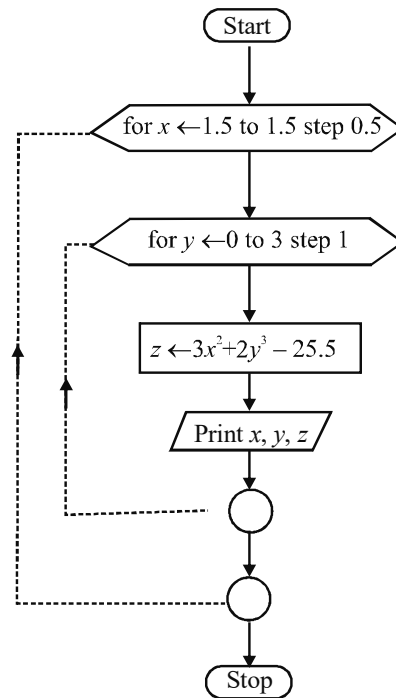 Start
for x ←1.5 to 1.5 step 0.5
for y ←0 to 3 step 1
z ←3x²+2y³ – 25.5
Print x, y, z
Stop